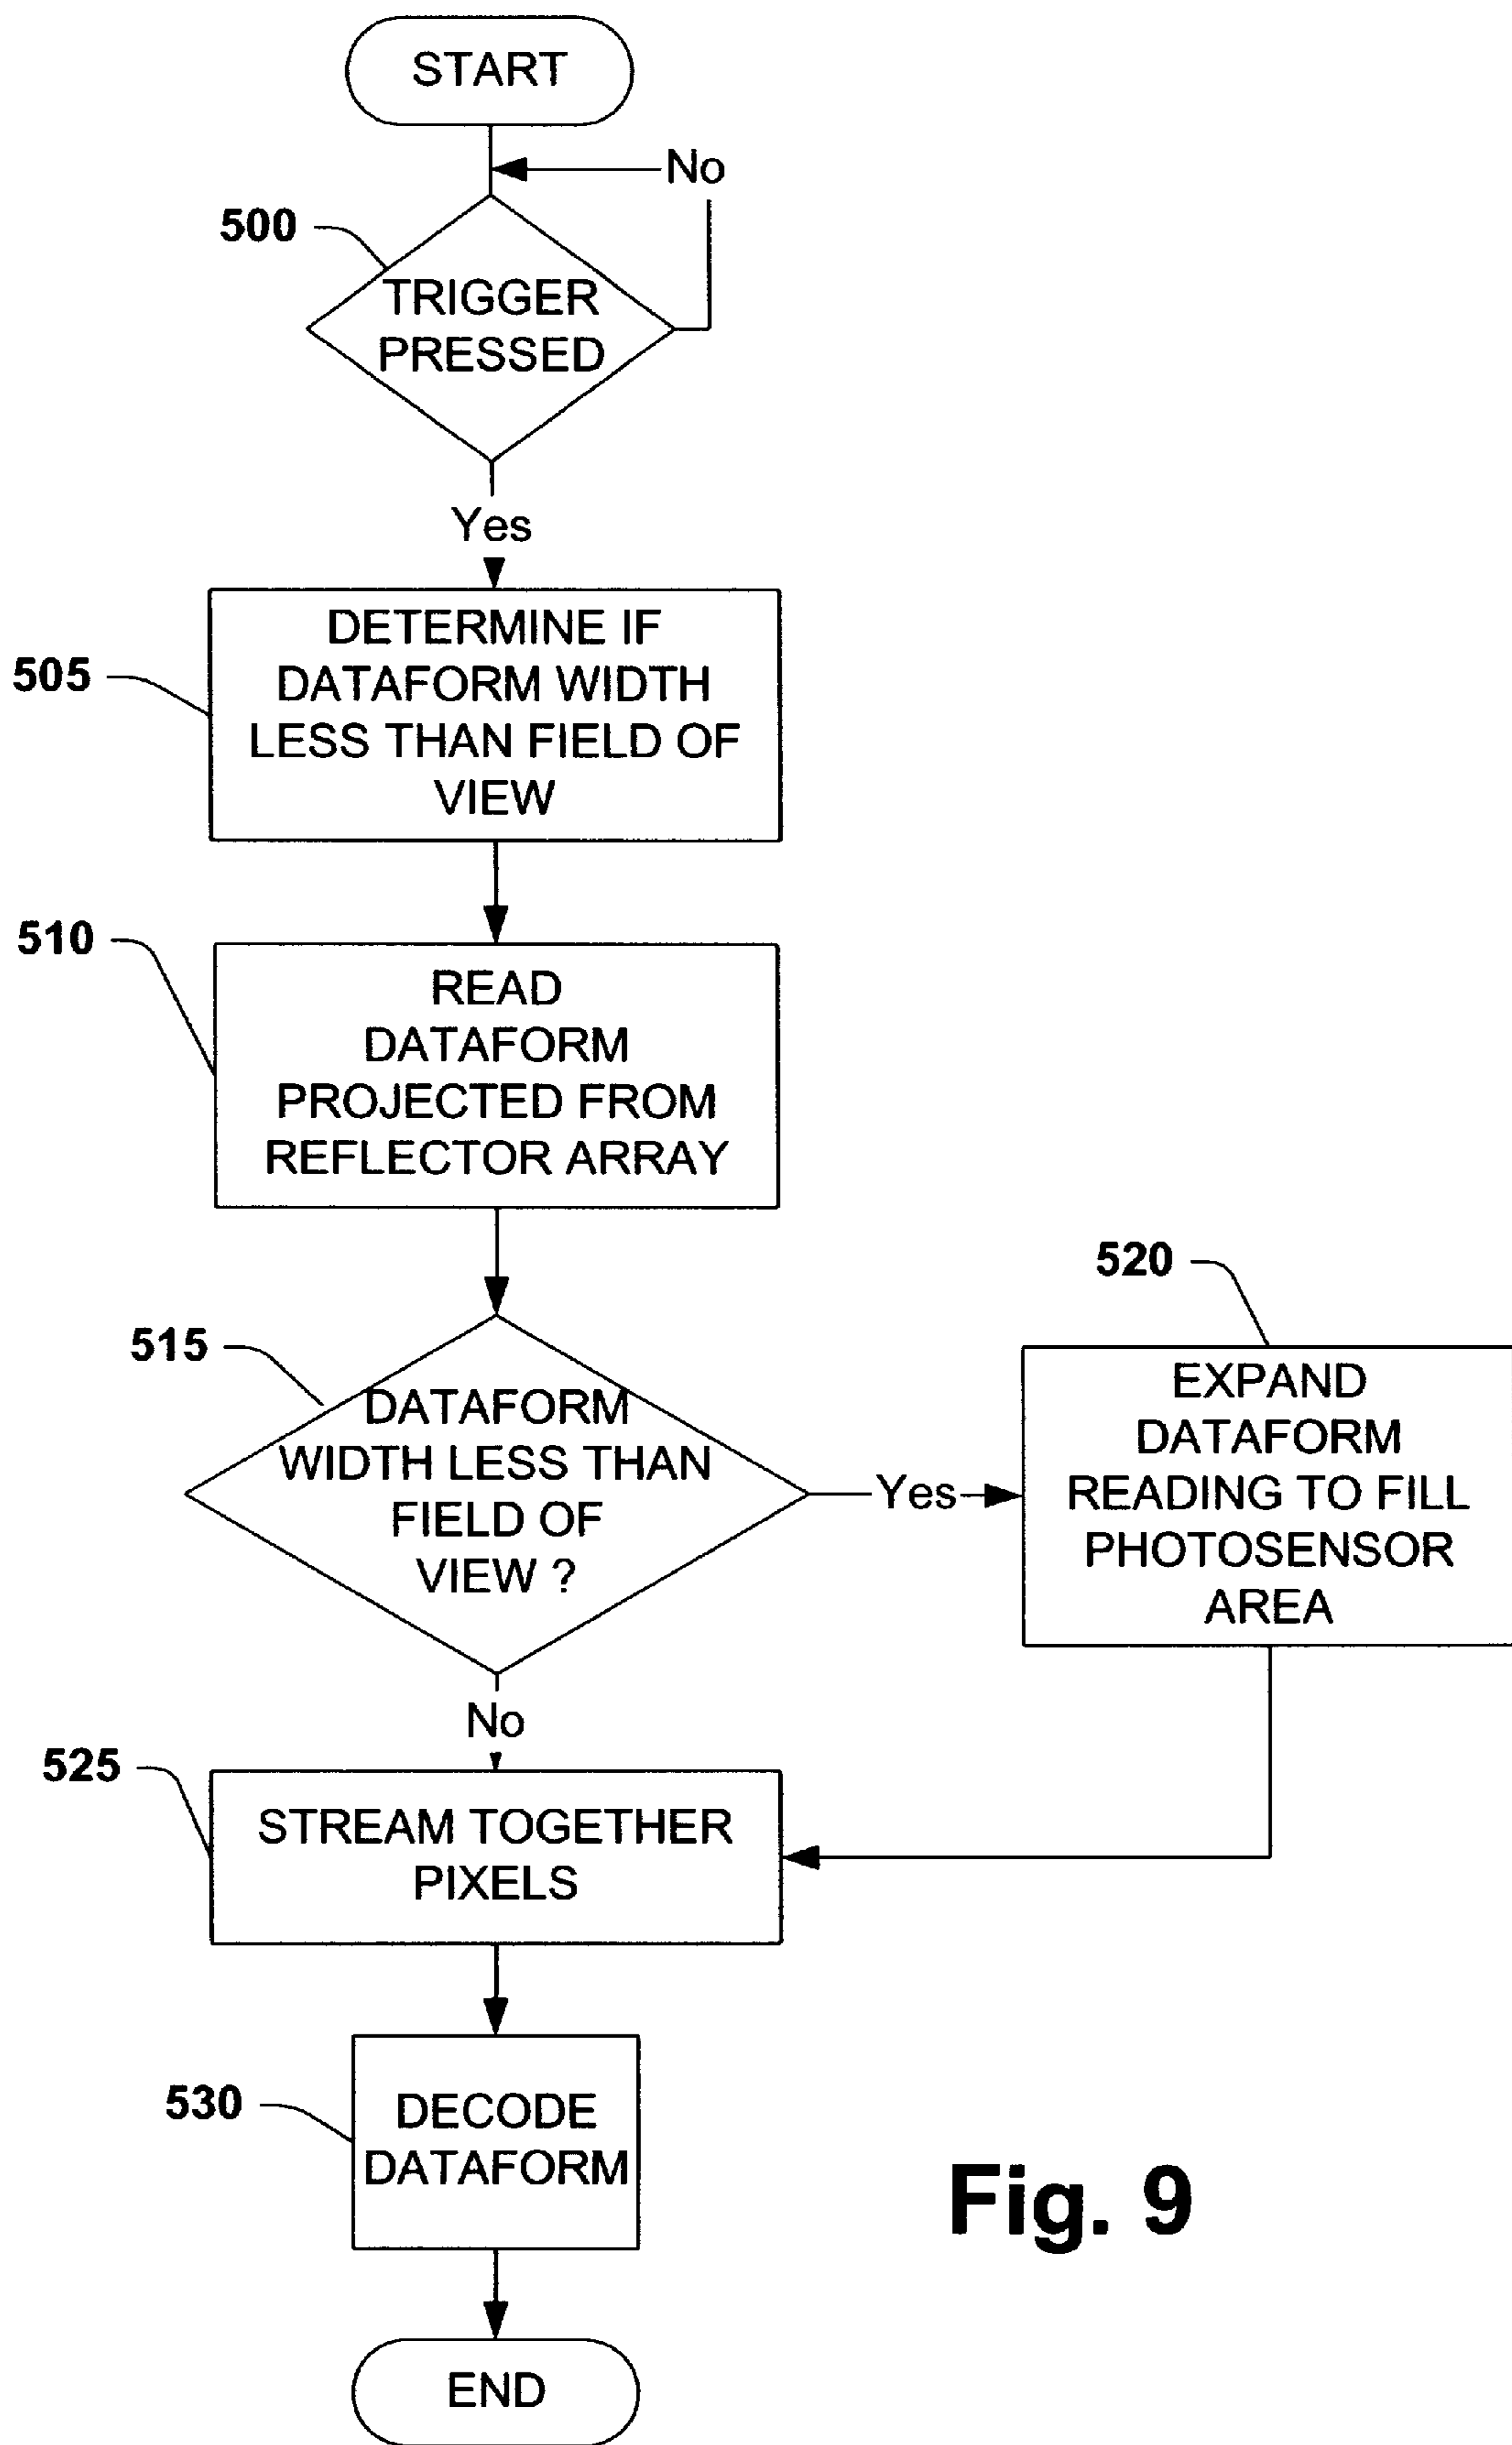 START
No
500
TRIGGER
PRESSED
Yes
505
DETERMINE IF
DATAFORM WIDTH
LESS THAN FIELD OF
VIEW
510
READ
DATAFORM
PROJECTED FROM
REFLECTOR ARRAY
515
DATAFORM
WIDTH LESS THAN
FIELD OF
VIEW ?
Yes
520
EXPAND
DATAFORM
READING TO FILL
PHOTOSENSOR
AREA
No
525
STREAM TOGETHER
PIXELS
530
DECODE
DATAFORM
END
Fig. 9